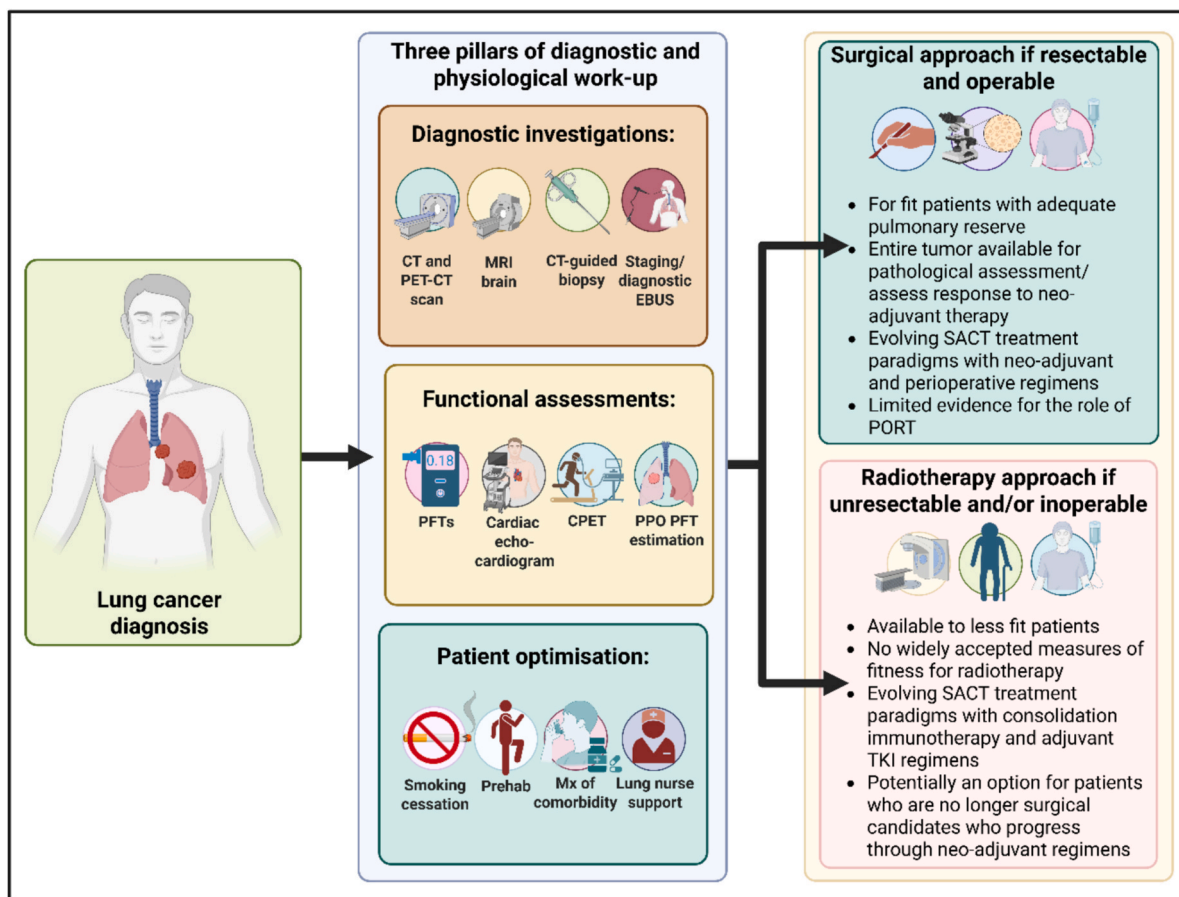 Lung cancer
diagnosis
Three pillars of diagnostic and
physiological work-up
Diagnostic investigations:
CT and
PET-CT
scan
MRI
brain
CT-guided
biopsy
Staging/
diagnostic
EBUS
Functional assessments:
0.18
PFTs
Cardiac
echo-
cardiogram
CPET
PPO PFT
estimation
Patient optimisation:
Smoking
cessation
Prehab
Mx of
comorbidity
Lung nurse
support
Surgical approach if resectable
and operable
• For fit patients with adequate
pulmonary reserve
• Entire tumor available for
pathological assessment/
assess response to neo-
adjuvant therapy
• Evolving SACT treatment
paradigms with neo-adjuvant
and perioperative regimens
• Limited evidence for the role of
PORT
Radiotherapy approach if
unresectable and/or inoperable
• Available to less fit patients
• No widely accepted measures of
fitness for radiotherapy
• Evolving SACT treatment
paradigms with consolidation
immunotherapy and adjuvant
TKI regimens
• Potentially an option for patients
who are no longer surgical
candidates who progress
through neo-adjuvant regimens